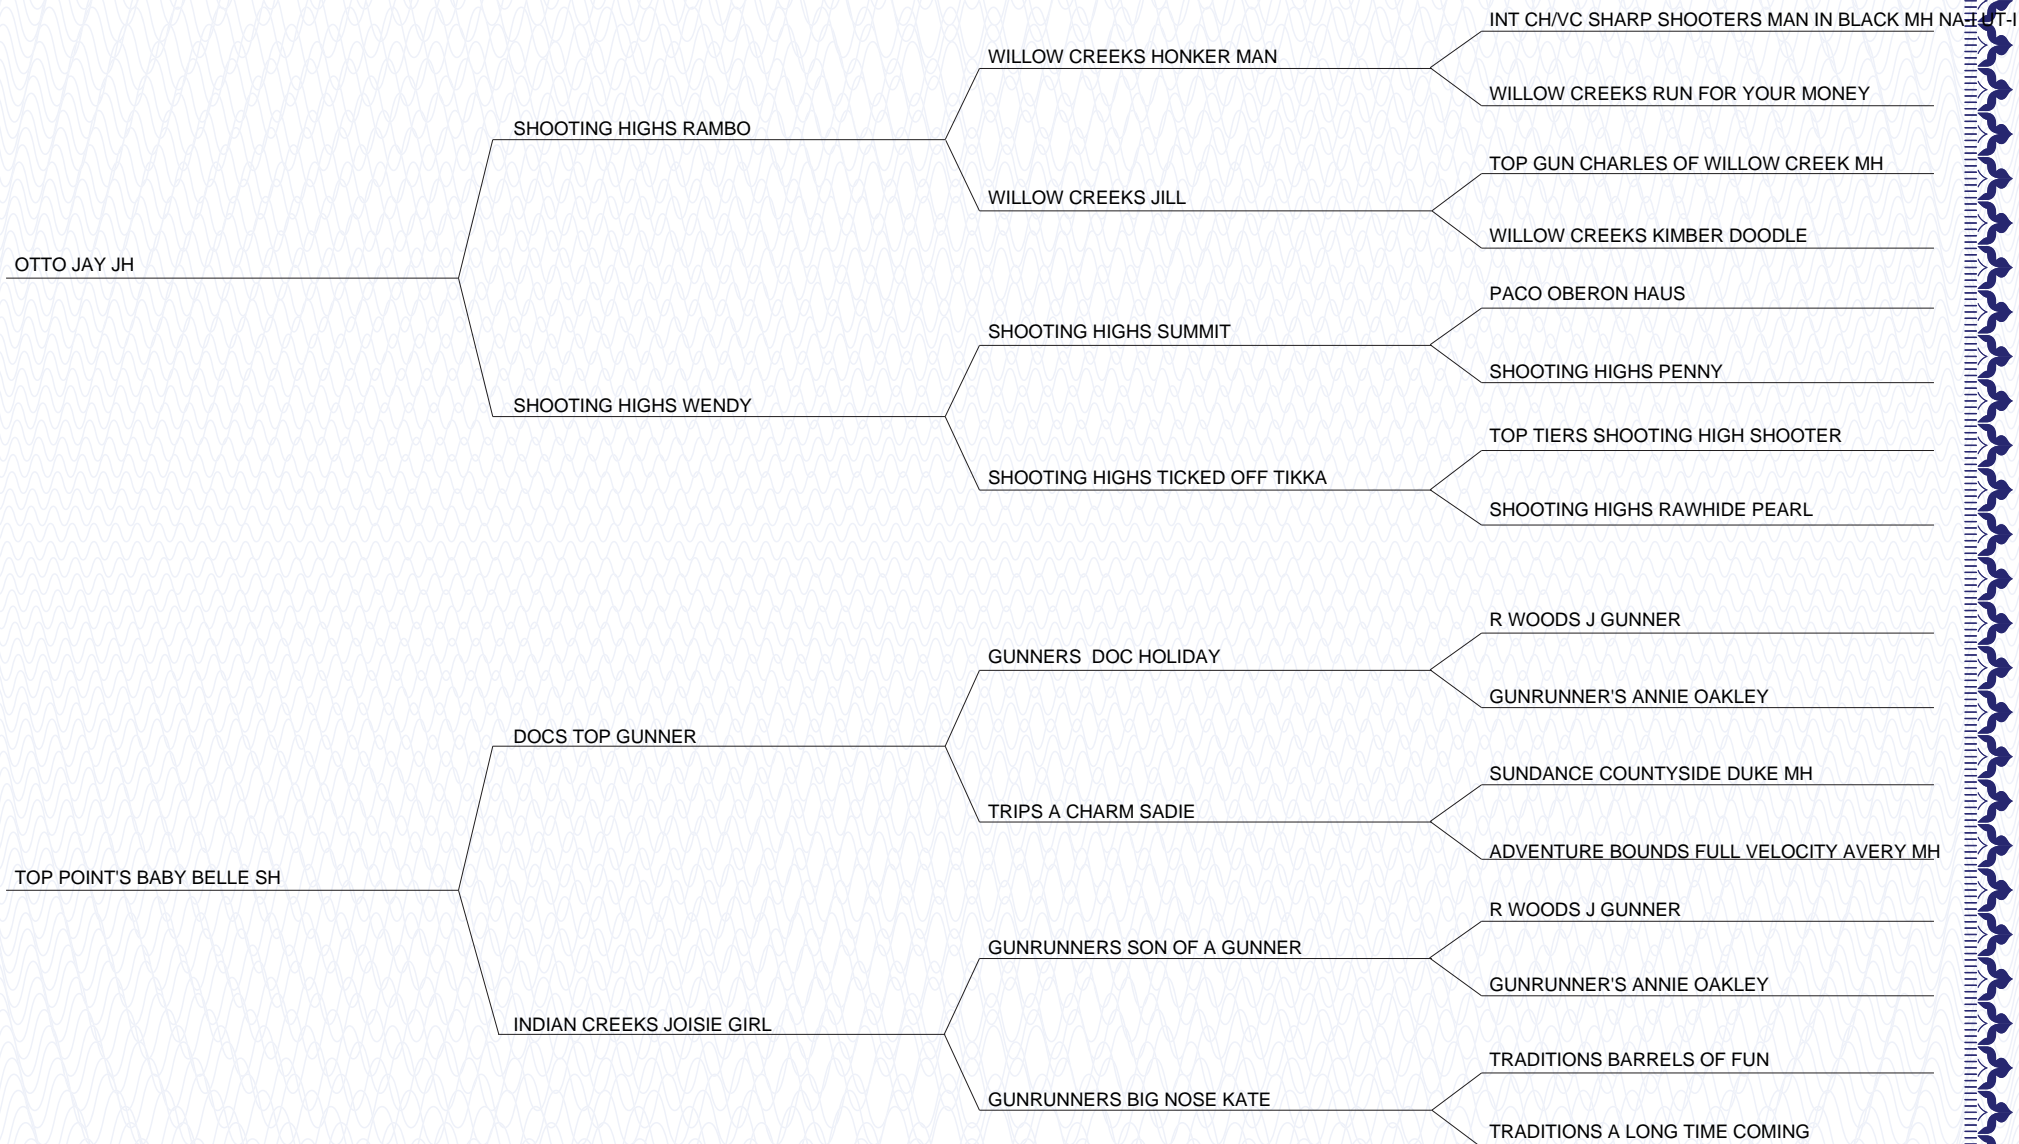 INT CH/VC SHARP SHOOTERS MAN IN BLACK MH NA-I UT-I
WILLOW CREEKS HONKER MAN
WILLOW CREEKS RUN FOR YOUR MONEY
SHOOTING HIGHS RAMBO
TOP GUN CHARLES OF WILLOW CREEK MH
WILLOW CREEKS JILL
WILLOW CREEKS KIMBER DOODLE
OTTO JAY JH
PACO OBERON HAUS
SHOOTING HIGHS SUMMIT
SHOOTING HIGHS PENNY
SHOOTING HIGHS WENDY
TOP TIERS SHOOTING HIGH SHOOTER
SHOOTING HIGHS TICKED OFF TIKKA
SHOOTING HIGHS RAWHIDE PEARL
R WOODS J GUNNER
GUNNERS  DOC HOLIDAY
GUNRUNNER'S ANNIE OAKLEY
DOCS TOP GUNNER
SUNDANCE COUNTYSIDE DUKE MH
TRIPS A CHARM SADIE
ADVENTURE BOUNDS FULL VELOCITY AVERY MH
TOP POINT'S BABY BELLE SH
R WOODS J GUNNER
GUNRUNNERS SON OF A GUNNER
GUNRUNNER'S ANNIE OAKLEY
INDIAN CREEKS JOISIE GIRL
TRADITIONS BARRELS OF FUN
GUNRUNNERS BIG NOSE KATE
TRADITIONS A LONG TIME COMING